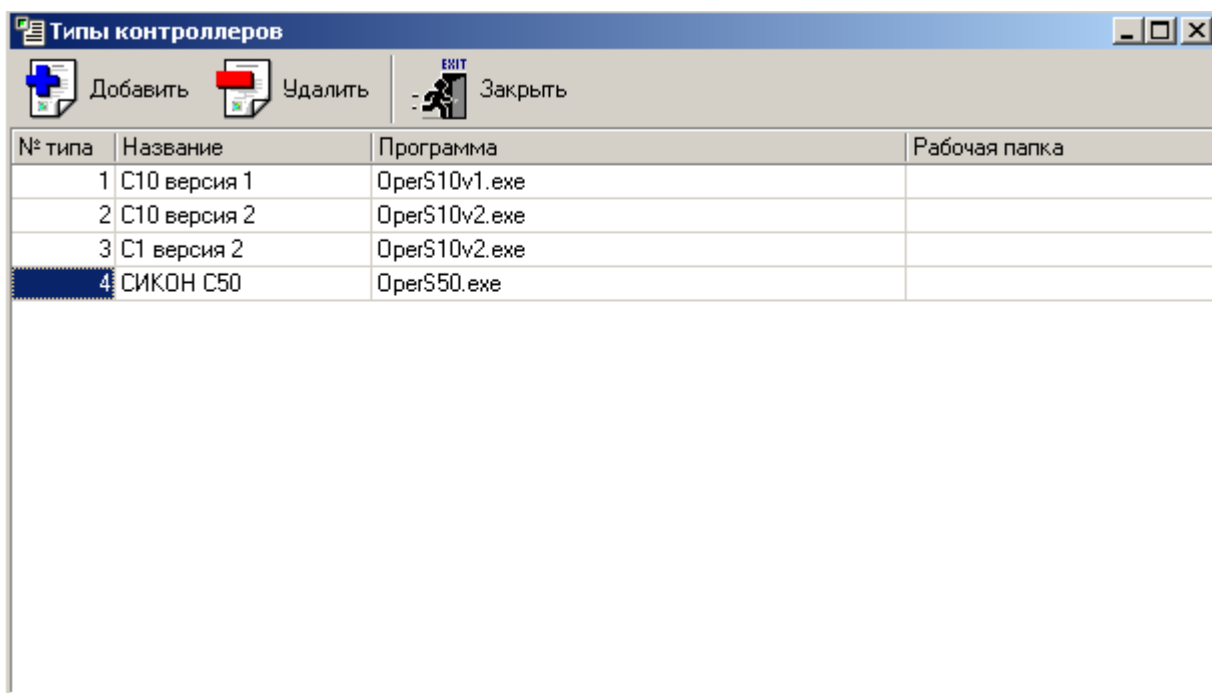 Типы контроллеров
Добавить Удалить EXIT Закрыть
№ типа Название Программа Рабочая папка
1 С10 версия 1 OperS10v1.exe
2 С10 версия 2 OperS10v2.exe
3 С1 версия 2 OperS10v2.exe
4 СИКОН С50 OperS50.exe